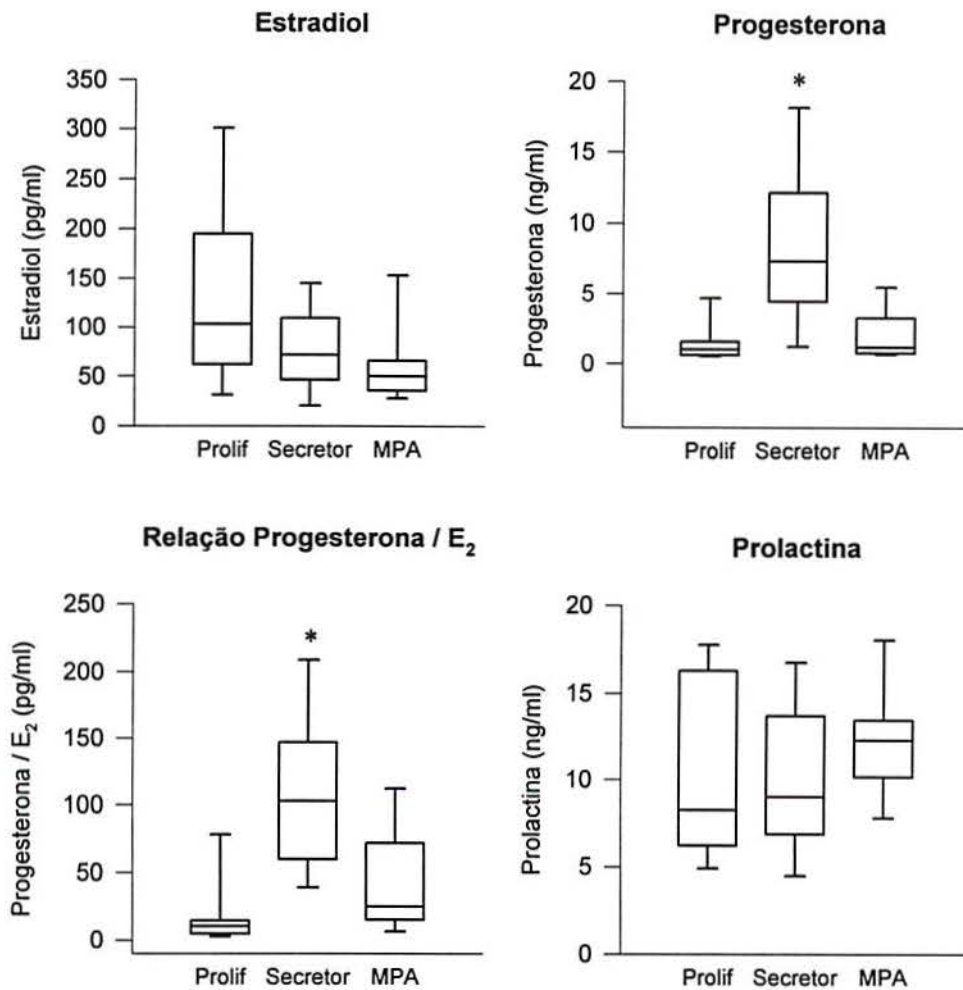 Estradiol
Estradiol (pg/ml)
350
300
250
200
150
100
50
0
Prolif Secretor MPA
Progesterona
Progesterona (ng/ml)
20
15
10
5
0
*
Prolif Secretor MPA
Relação Progesterona / E₂
Progesterona / E₂ (pg/ml)
250
200
150
100
50
0
*
Prolif Secretor MPA
Prolactina
Prolactina (ng/ml)
20
15
10
5
0
Prolif Secretor MPA